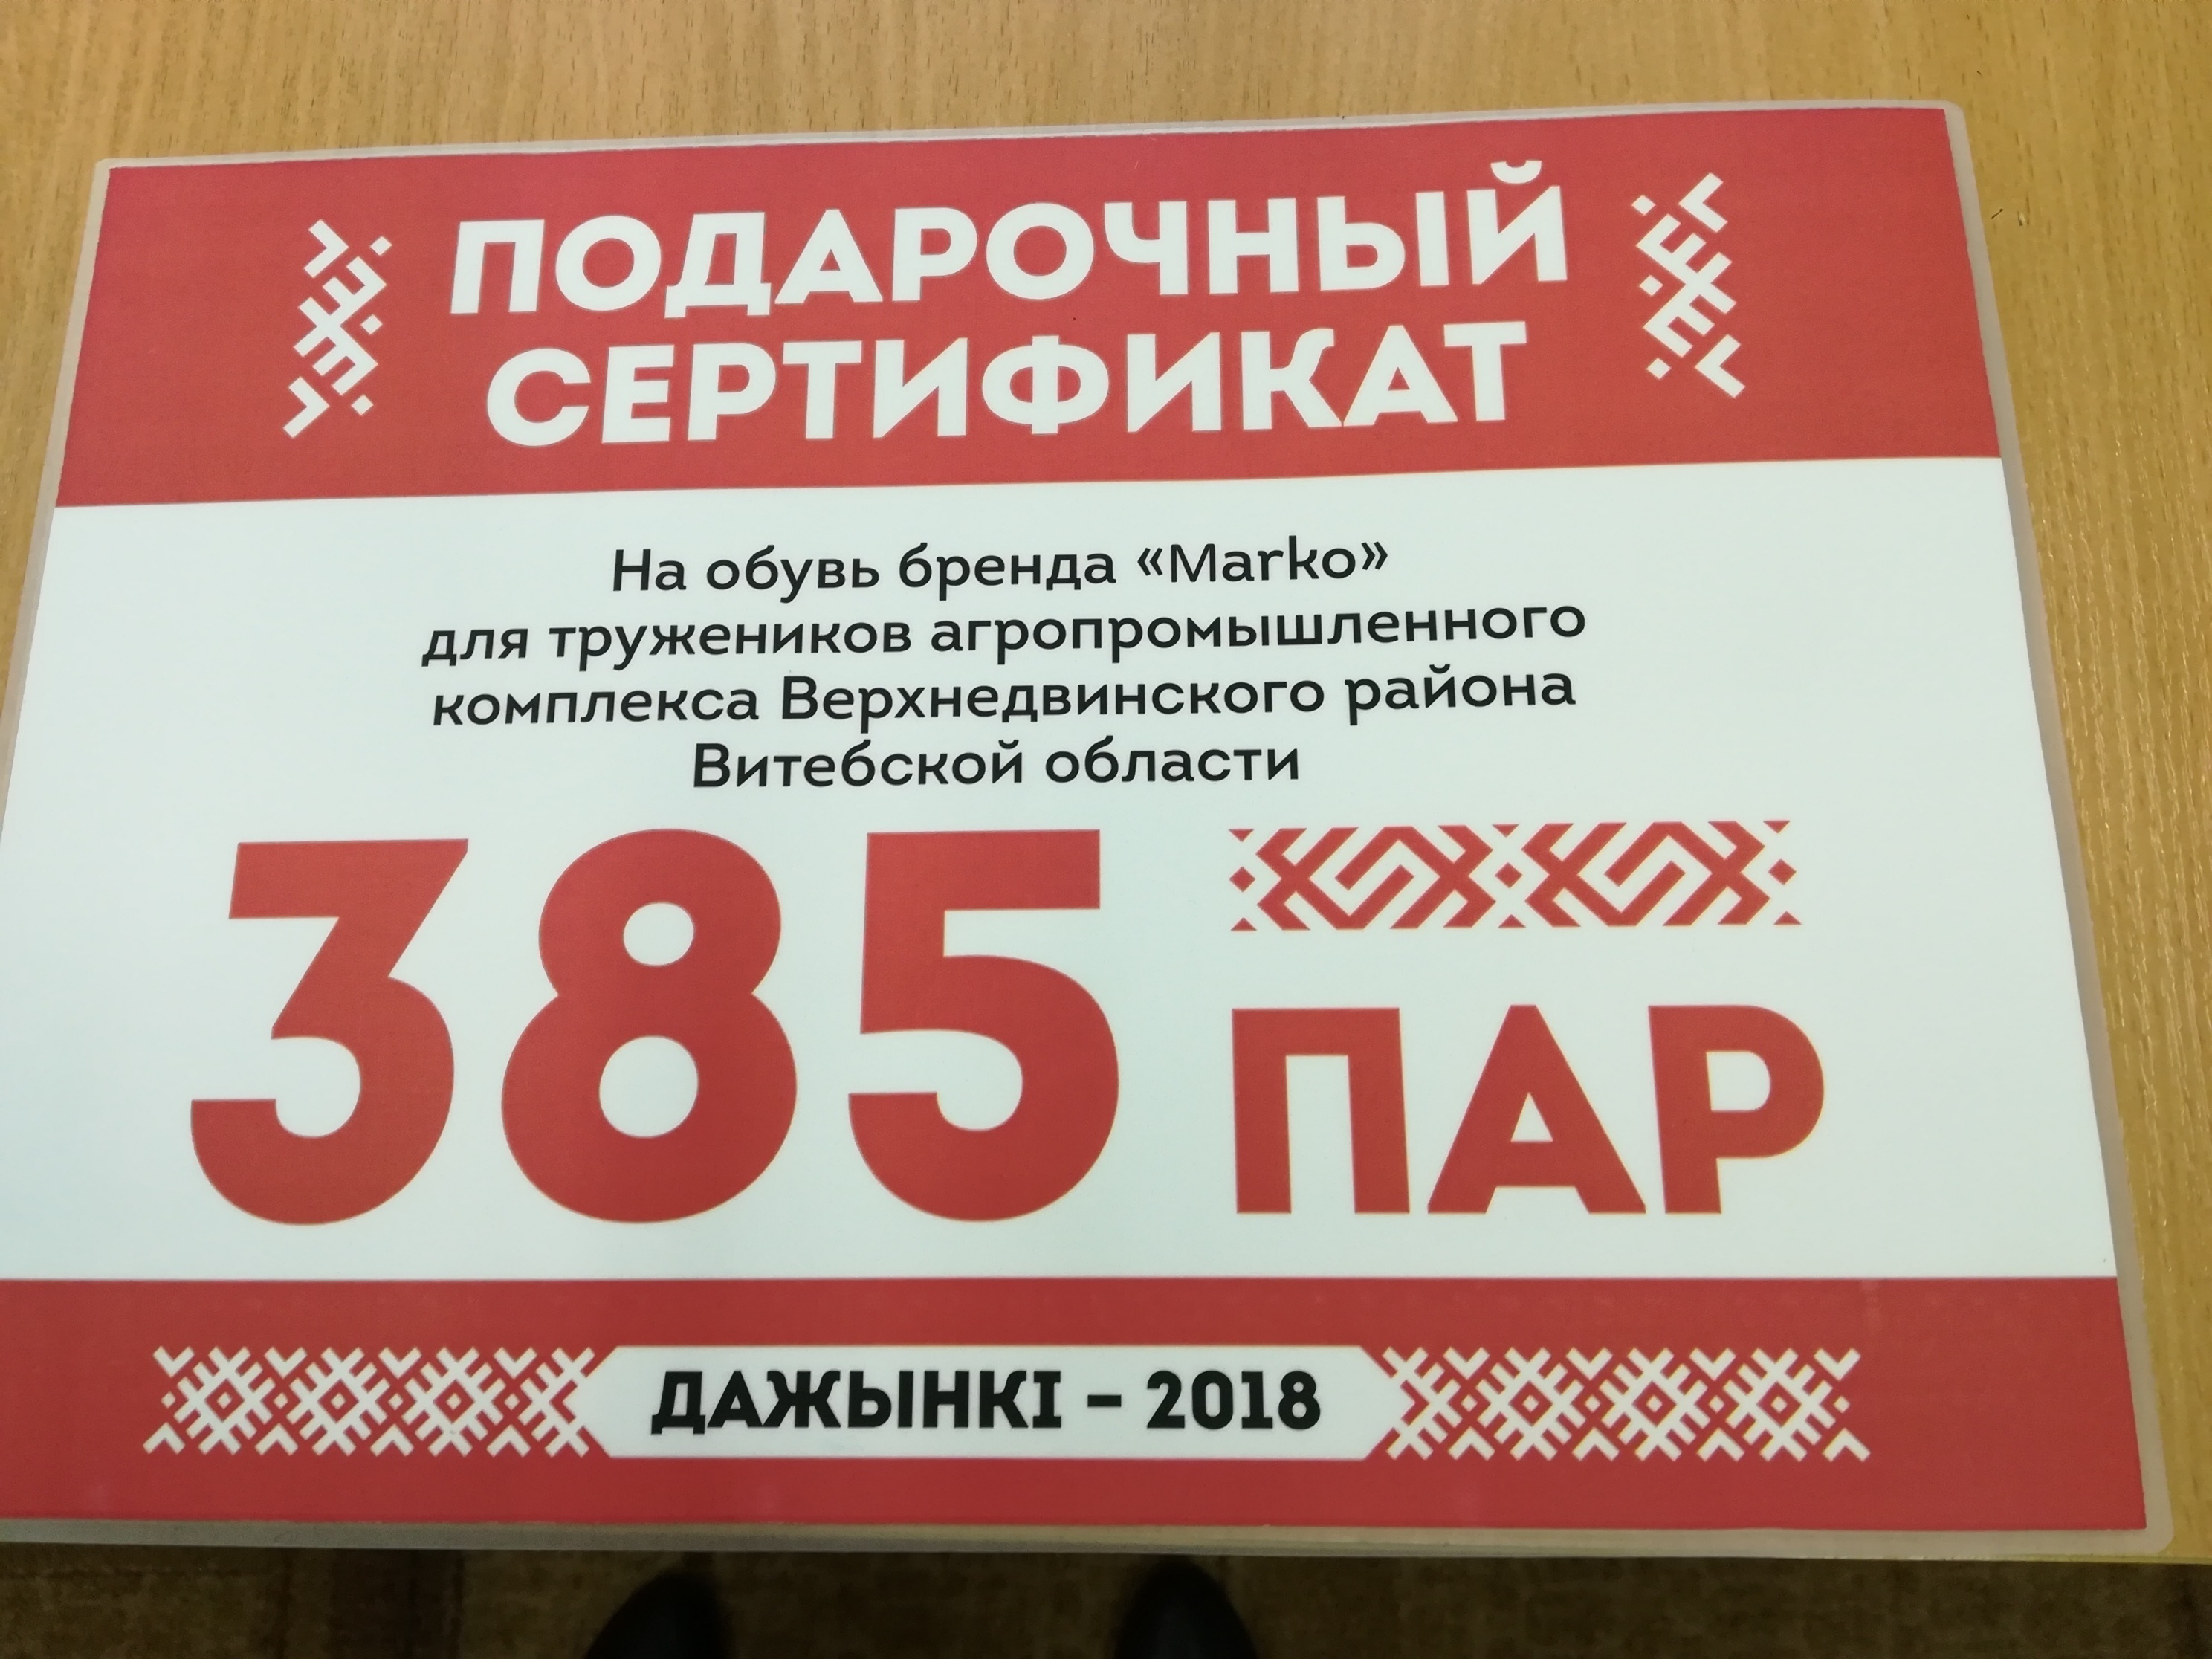 ПОДАРОЧНЫЙ
СЕРТИФИКАТ
На обувь бренда «Marko»
для тружеников агропромышленного
комплекса Верхнедвинского района
Витебской области
385 ПАР
ДАЖЫНКІ – 2018